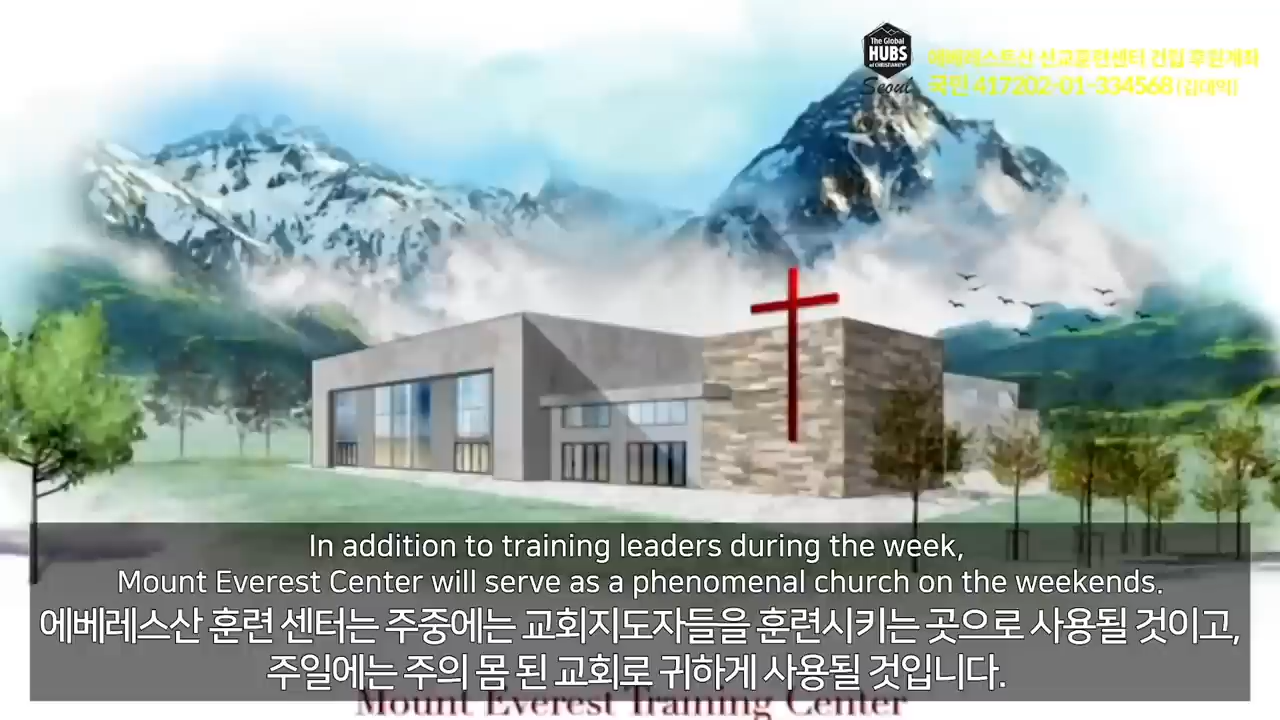 The Global
HUBS
of CHRISTIANITY
Seoul
에베레스트산 선교훈련센터 건립 후원계좌
국민 417202-01-334568 (김대익)
In addition to training leaders during the week,
Mount Everest Center will serve as a phenomenal church on the weekends.
에베레스산 훈련 센터는 주중에는 교회지도자들을 훈련시키는 곳으로 사용될 것이고,
주일에는 주의 몸 된 교회로 귀하게 사용될 것입니다.
Mount Everest Training Center